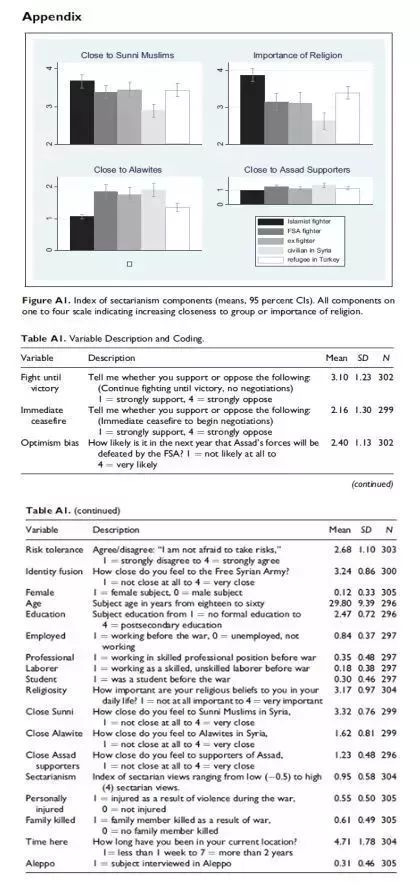 Appendix
Close to Sunni Muslims
Importance of Religion
4
3
2
4
3
2
Close to Alawites
Close to Assad Supporters
2
1
0
1
0
Islamist fighter
FSA fighter
ex fighter
civilian in Syria
refugee in Turkey
Figure A1. Index of sectarianism components (means, 95 percent CIs). All components on
one to four scale indicating increasing closeness to group or importance of religion.
Table A1. Variable Description and Coding.
Variable Description Mean SD N
Fight until Tell me whether you support or oppose the following: 3.10 1.23 302
victory (Continue fighting until victory, no negotiations)
1 = strongly support, 4 = strongly oppose
Immediate Tell me whether you support or oppose the following: 2.16 1.30 299
ceasefire (Immediate ceasefire to begin negotiations)
1 = strongly support, 4 = strongly oppose
Optimism bias How likely is it in the next year that Assad's forces will be 2.40 1.13 302
defeated by the FSA? 1 = not likely at all to
4 = very likely
(continued)
Table A1. (continued)
Variable Description Mean SD N
Risk tolerance Agree/disagree: "I am not afraid to take risks," 2.68 1.10 303
1 = strongly disagree to 4 = strongly agree
Identity fusion How close do you feel to the Free Syrian Army? 3.24 0.86 300
1 = not close at all to 4 = very close
Female 1 = female subject, 0 = male subject 0.12 0.33 305
Age Subject age in years from eighteen to sixty 29.80 9.39 296
Education Subject education from 1 = no formal education to 2.47 0.72 296
4 = postsecondary education
Employed 1 = working before the war, 0 = unemployed, not 0.84 0.37 297
working
Professional 1 = working in skilled professional position before war 0.35 0.48 297
Laborer 1 = working as a skilled, unskilled laborer before war 0.18 0.38 297
Student 1 = was a student before the war 0.30 0.46 297
Religiosity How important are your religious beliefs to you in your 3.17 0.97 304
daily life? 1 = not at all important to 4 = very important
Close Sunni How close do you feel to Sunni Muslims in Syria, 3.32 0.76 299
1 = not close at all to 4 = very close
Close Alawite How close do you feel to Alawites in Syria, 1.62 0.81 299
1 = not close at all to 4 = very close
Close Assad How close do you feel to supporters of Assad, 1.23 0.48 296
supporters 1 = not close at all to 4 = very close
Sectarianism Index of sectarian views ranging from low (−0.5) to high 0.95 0.58 304
(4) sectarian views.
Personally 1 = injured as a result of violence during the war, 0.55 0.50 305
injured 0 = not injured
Family killed 1 = family member killed as a result of war, 0.61 0.49 305
0 = no family member killed
Time here How long have you been in your current location? 4.71 1.78 304
1= less than 1 week to 7 = more than 2 years
Aleppo 1 = subject interviewed in Aleppo 0.31 0.46 305